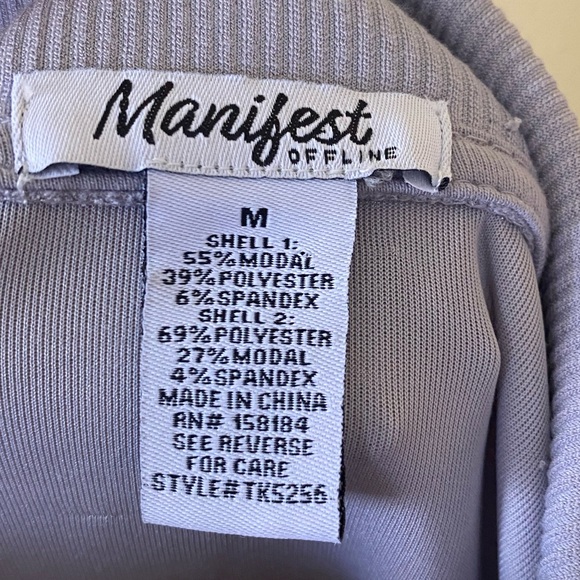 Manifest
OFFLINE
M
SHELL 1:
55%MODAL
39%POLYESTER
6%SPANDEX
SHELL 2:
69%POLYESTER
27%MODAL
4%SPANDEX
MADE IN CHINA
RN# 158184
SEE REVERSE
FOR CARE
STYLE#TK5256